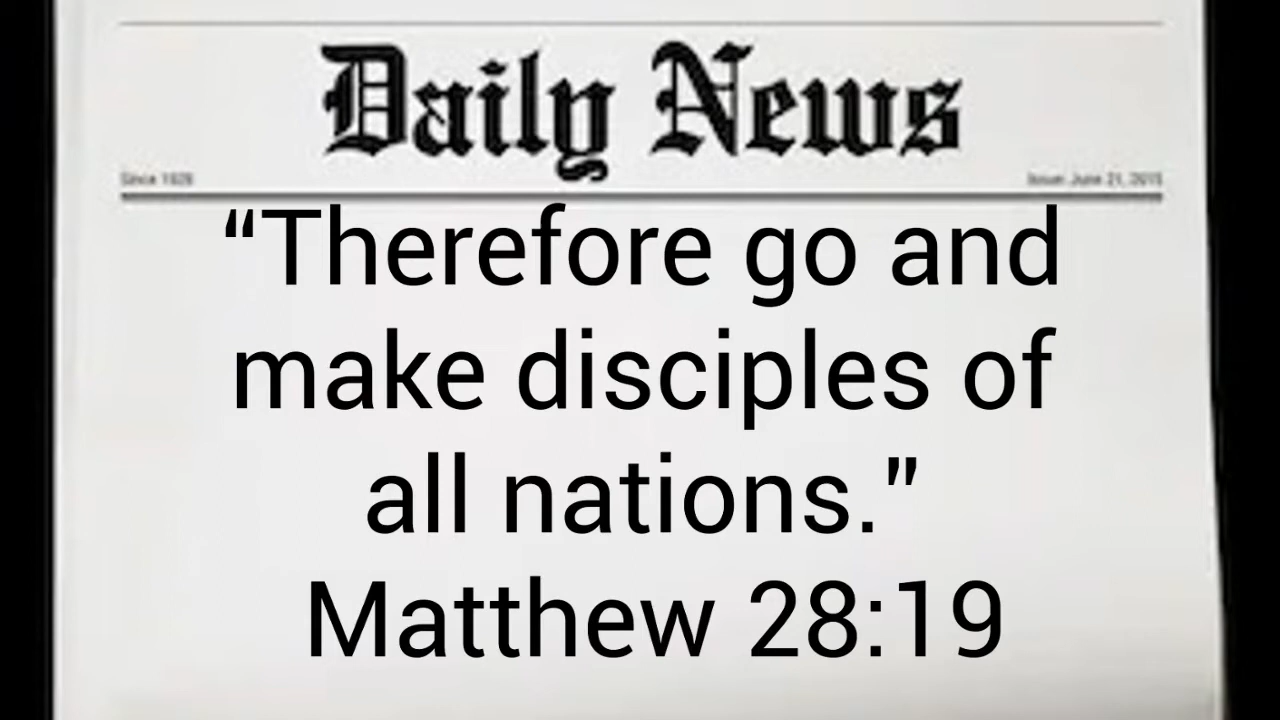 Daily News
“Therefore go and
make disciples of
all nations.”
Matthew 28:19